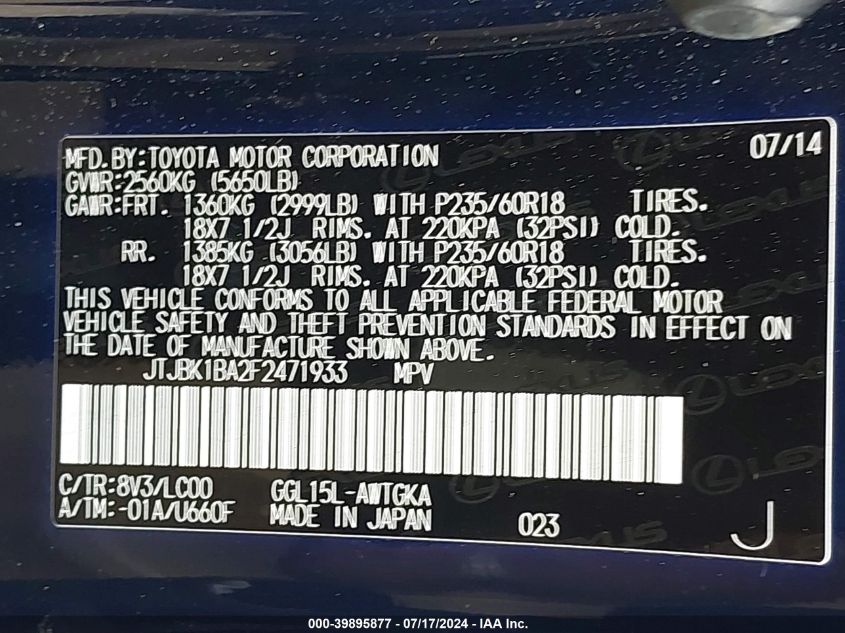 MFD.BY:TOYOTA MOTOR CORPORATION 07/14
GVWR:2560KG (5650LB)
GAWR:FRT. 1360KG (2999LB) WITH P235/60R18 TIRES.
18X7 1/2J RIMS. AT 220KPA (32PSI) COLD.
RR. 1385KG (3056LB) WITH P235/60R18 TIRES.
18X7 1/2J RIMS. AT 220KPA (32PSI) COLD.
THIS VEHICLE CONFORMS TO ALL APPLICABLE FEDERAL MOTOR
VEHICLE SAFETY AND THEFT PREVENTION STANDARDS IN EFFECT ON
THE DATE OF MANUFACTURE SHOWN ABOVE.
JTJBK1BA2F2471933 MPV
C/TR:8V3/LC00 GGL15L-AWTGKA
A/TM:-01A/U660F MADE IN JAPAN 023 J
LEXUS
000-39895877 - 07/17/2024 - IAA Inc.